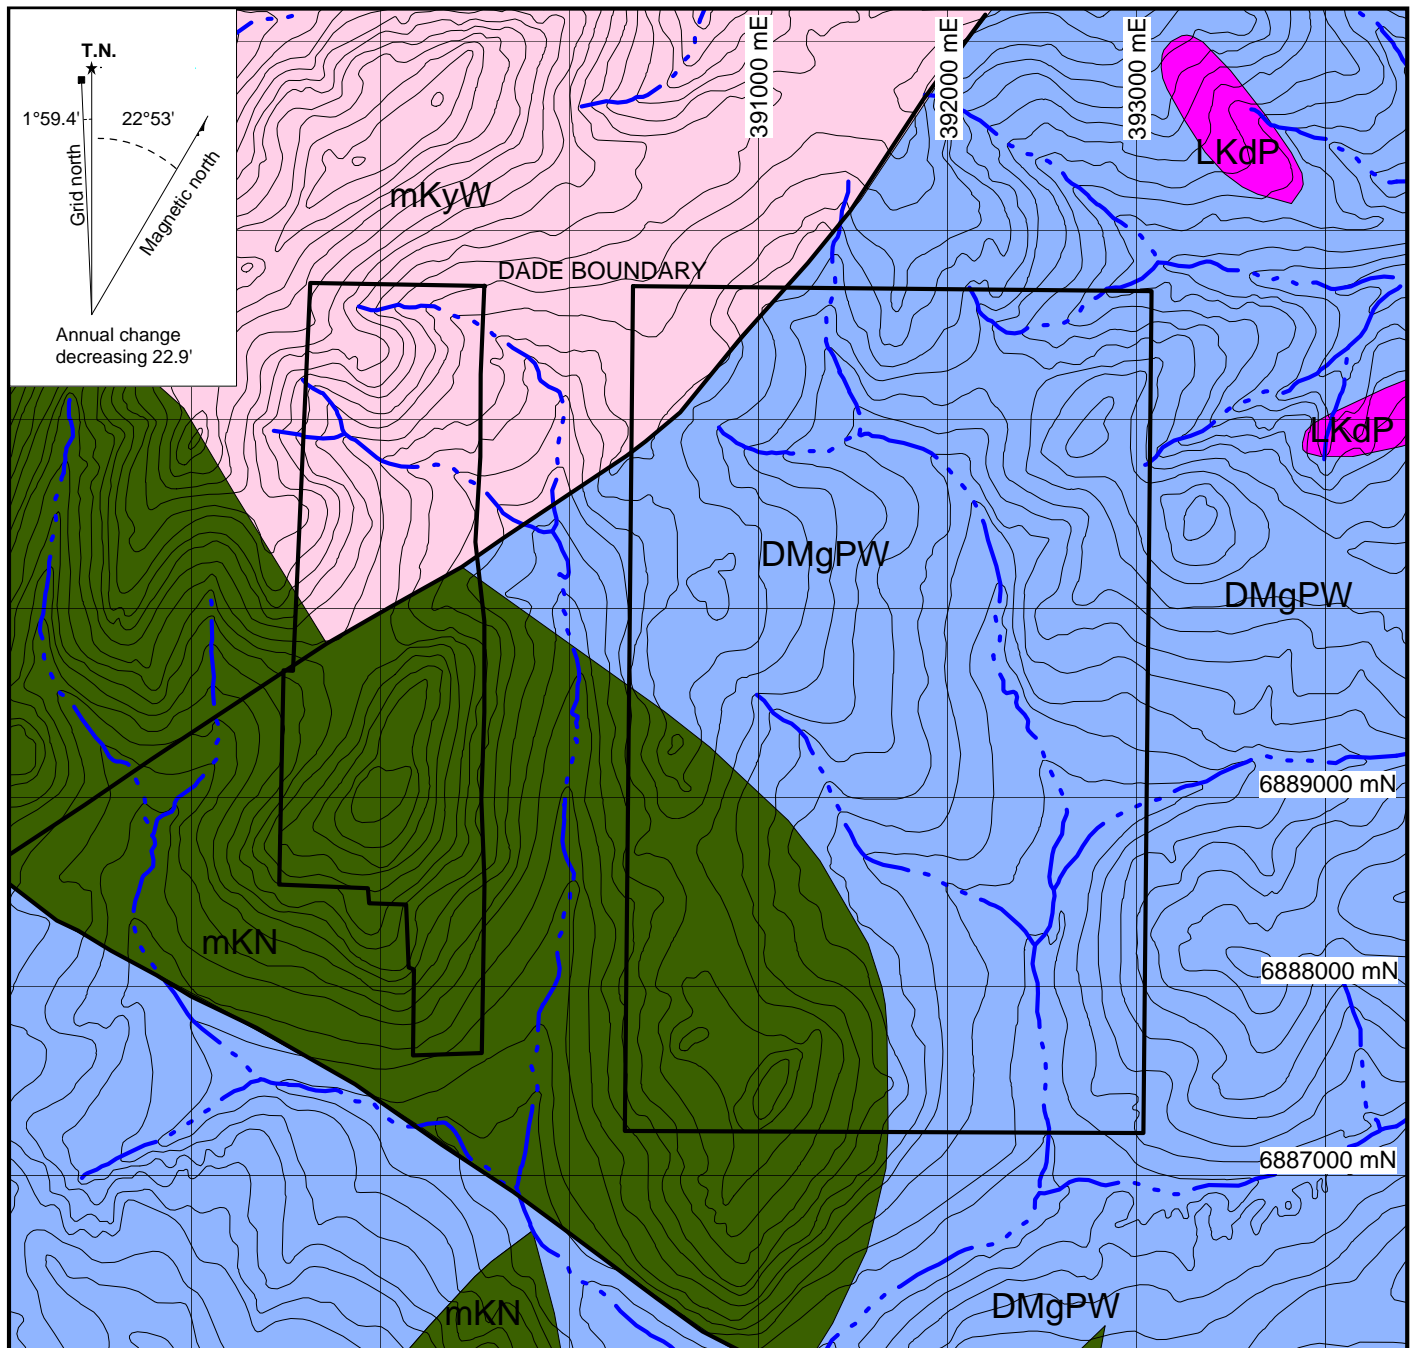 T.N.
1°59.4' 22°53'
Grid north
Magnetic north
Annual change
decreasing 22.9'
391000 mE
392000 mE
393000 mE
LKdP
mKyW
DADE BOUNDARY
LKdP
DMgPW
DMgPW
6889000 mN
mKN
6888000 mN
6887000 mN
mKN
DMgPW